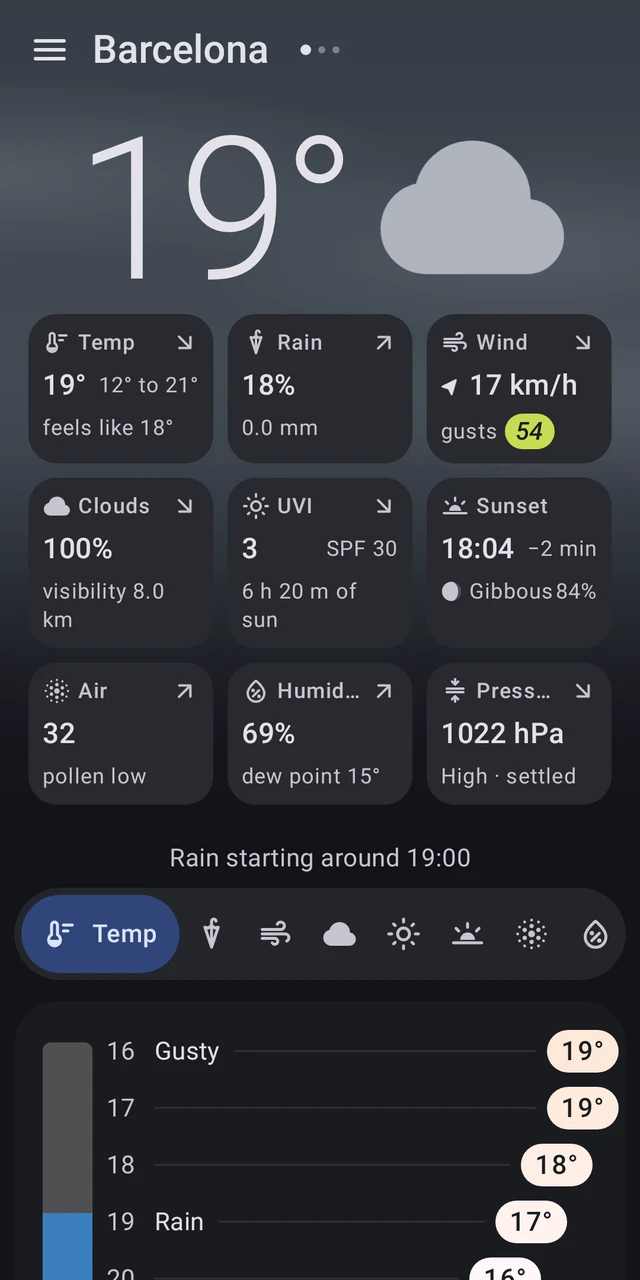 Barcelona
19°
Temp
19° 12° to 21°
feels like 18°
Rain
18%
0.0 mm
Wind
17 km/h
gusts 54
Clouds
100%
visibility 8.0
km
UVI
3 SPF 30
6 h 20 m of
sun
Sunset
18:04 −2 min
Gibbous 84%
Air
32
pollen low
Humid…
69%
dew point 15°
Press…
1022 hPa
High · settled
Rain starting around 19:00
Temp
16 Gusty 19°
17 19°
18 18°
19 Rain 17°
20 16°